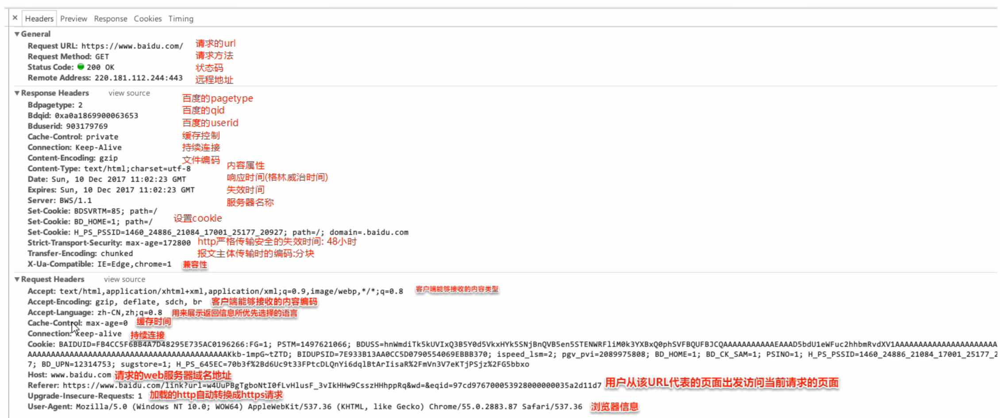 × Headers Preview Response Cookies Timing
▼General
Request URL: https://www.baidu.com/ 请求的url
Request Method: GET 请求方法
Status Code: 200 OK 状态码
Remote Address: 220.181.112.244:443 远程地址
▼Response Headers view source
Bdpagetype: 2 百度的pagetype
Bdqid: 0xa0a1869900063653 百度的qid
Bduserid: 903179769 百度的userid
Cache-Control: private 缓存控制
Connection: Keep-Alive 持续连接
Content-Encoding: gzip 文件编码
Content-Type: text/html;charset=utf-8 内容属性
Date: Sun, 10 Dec 2017 11:02:23 GMT 响应时间(格林威治时间)
Expires: Sun, 10 Dec 2017 11:02:23 GMT 失效时间
Server: BWS/1.1 服务器名称
Set-Cookie: BDSVRTM=85; path=/
Set-Cookie: BD_HOME=1; path=/ 设置cookie
Set-Cookie: H_PS_PSSID=1460_24886_21084_17001_25177_20927; path=/; domain=.baidu.com
Strict-Transport-Security: max-age=172800 http严格传输安全的失效时间: 48小时
Transfer-Encoding: chunked 报文主体传输时的编码:分块
X-Ua-Compatible: IE=Edge,chrome=1 兼容性
▼Request Headers view source
Accept: text/html,application/xhtml+xml,application/xml;q=0.9,image/webp,*/*;q=0.8 客户端能够接收的内容类型
Accept-Encoding: gzip, deflate, sdch, br 客户端能够接收的内容编码
Accept-Language: zh-CN,zh;q=0.8 用来展示返回信息所优先选择的语言
Cache-Control: max-age=0 缓存时间
Connection: keep-alive 持续连接
Cookie: BAIDUID=FB4CC5F6BB4A7D48295E735AC0196266:FG=1; PSTM=1497621066; BDUSS=hnWmdiTk5kUVIxQ3B5Y0d5VkxHYk5SNjBnQVB5en5STENWRFliM0k3YXBxQ0phSVFBQUFBJCQAAAAAAAAAAAEAAAD5bdU1eWFuc2hhbmRvdXV1AAAAAAAAAAAAAAAAAAAAAA
AAAAAAAAAAAAAAAAAAAAAAAAAAAAAAAAAAAAAAAAAAAKkb-1mpG~tZTD; BIDUPSID=7E933B13AA0CC5D0790554069EBBB370; ispeed_lsm=2; pgv_pvi=2089975808; BD_HOME=1; BD_CK_SAM=1; PSINO=1; H_PS_PSSID=1460_24886_21084_17001_25177_2
7; BD_UPN=12314753; sugstore=1; H_PS_645EC=70b3f%2Bd6Uc9t33FPtcDLQnYi6dqlBtArIisaR%2FmVn3V7eKTjPSjz%2FG5bbxo
Host: www.baidu.com 请求的web服务器域名地址
Referer: https://www.baidu.com/link?url=w4UuPBgTgboNtI0fLvHlusF_3vIkHHw9CsszHHhppRq&wd=&eqid=97cd976700053928000000035a2d11d7 用户从该URL代表的页面出发访问当前请求的页面
Upgrade-Insecure-Requests: 1 加载的http自动转换成https请求
User-Agent: Mozilla/5.0 (Windows NT 10.0; WOW64) AppleWebKit/537.36 (KHTML, like Gecko) Chrome/55.0.2883.87 Safari/537.36 浏览器信息